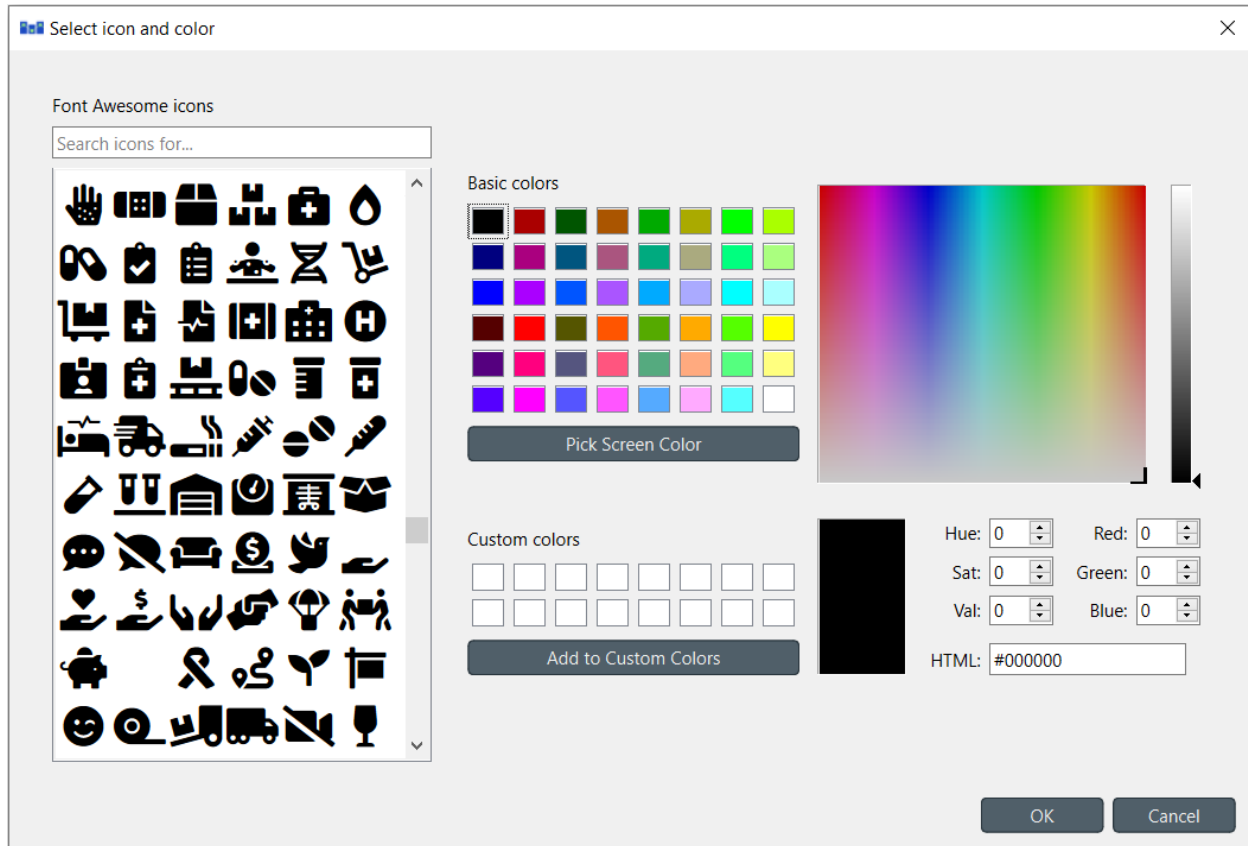 Select icon and color
Font Awesome icons
Search icons for...
Basic colors
Pick Screen Color
Custom colors
Add to Custom Colors
Hue: 0
Red: 0
Sat: 0
Green: 0
Val: 0
Blue: 0
HTML: #000000
OK
Cancel